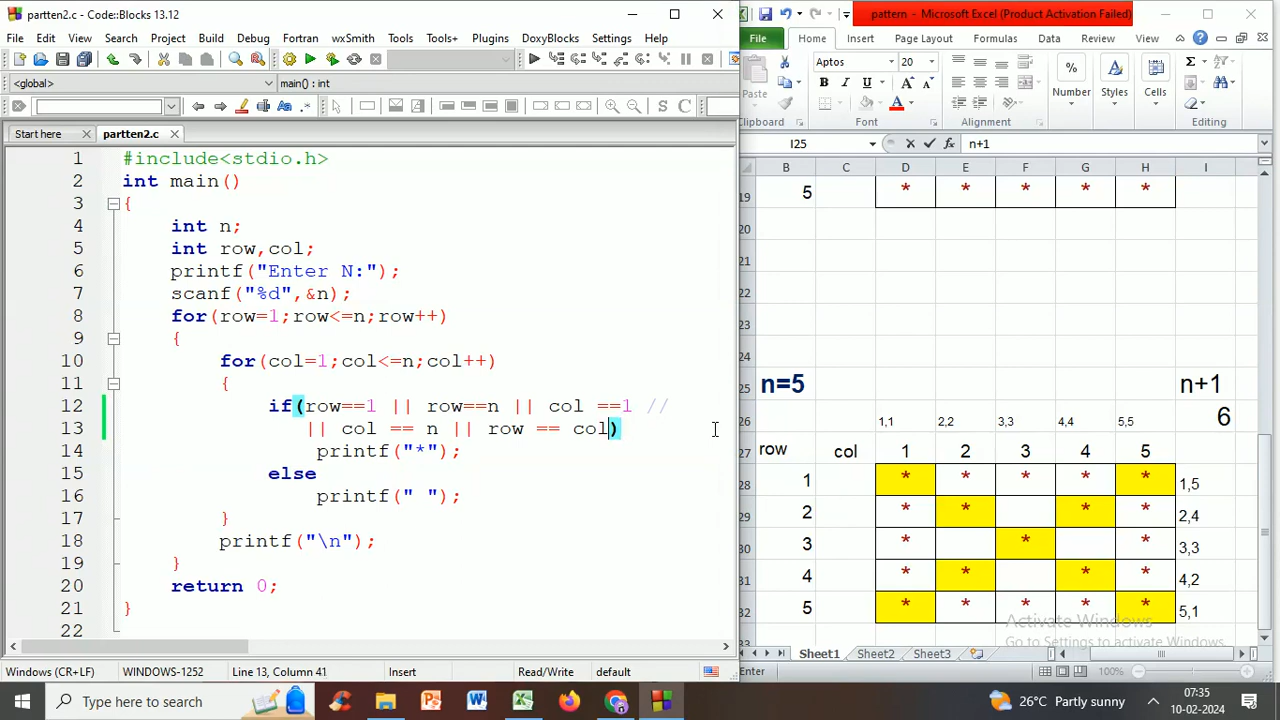 partten2.c - Code::Blocks 13.12
File Edit View Search Project Build Debug Fortran wxSmith Tools Tools+ Plugins DoxyBlocks Settings Help
<global>
main() : int
Start here
partten2.c
1 #include<stdio.h>
2 int main()
3 {
4 int n;
5 int row,col;
6 printf("Enter N:");
7 scanf("%d",&n);
8 for(row=1;row<=n;row++)
9 {
10 for(col=1;col<=n;col++)
11 {
12 if(row==1 || row==n || col ==1 //
13 || col == n || row == col)
14 printf("*");
15 else
16 printf(" ");
17 }
18 printf("\n");
19 }
20 return 0;
21 }
22
Windows (CR+LF) WINDOWS-1252 Line 13, Column 41 Insert Read/Write default
pattern - Microsoft Excel (Product Activation Failed)
File Home Insert Page Layout Formulas Data Review View
Paste
Aptos 20
B I U A A
Number Styles Cells
Clipboard Font Alignment Editing
I25 fx n+1
B C D E F G H I
19 5 * * * * *
20
21
22
23
24
25 n=5 n+1
26 1,1 2,2 3,3 4,4 5,5 6
27 row col 1 2 3 4 5
28 1 * * * * * 1,5
29 2 * * * * 2,4
30 3 * * * 3,3
31 4 * * * * 4,2
32 5 * * * * * 5,1
33
Activate Windows
Go to Settings to activate Windows.
Sheet1 Sheet2 Sheet3
Enter 100%
Type here to search
26°C Partly sunny
07:35
10-02-2024